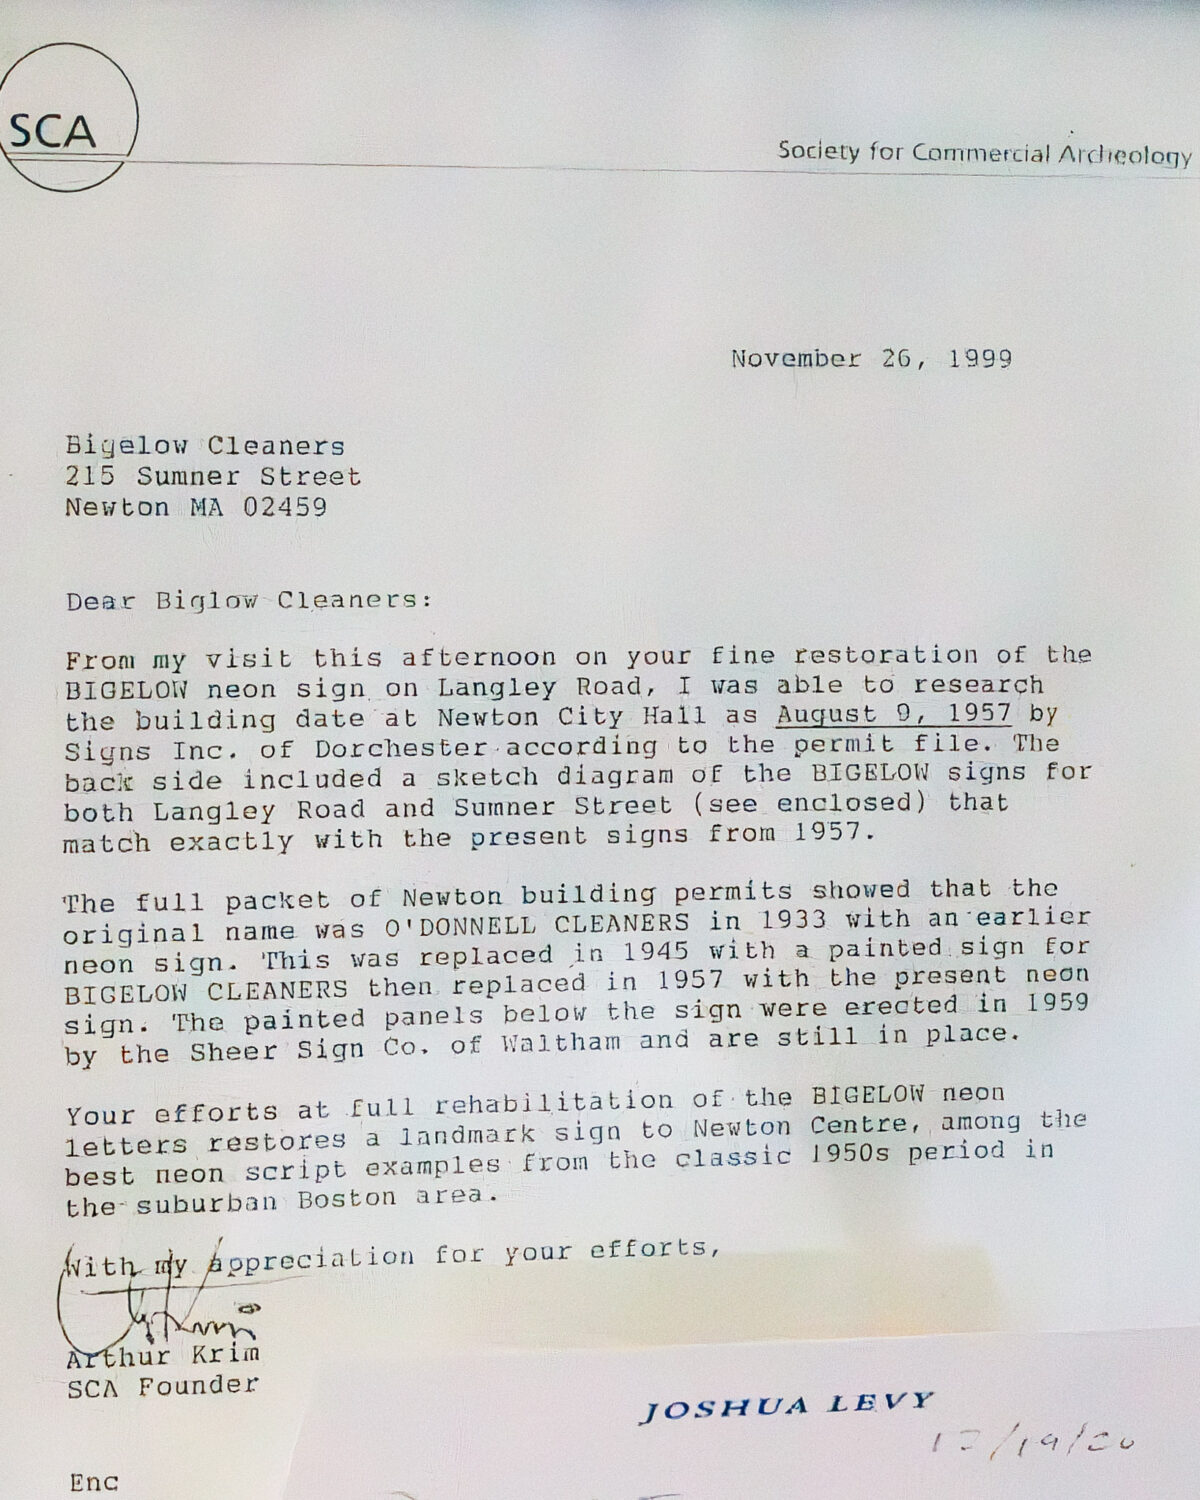 SCA
Society for Commercial Archeology
November 26, 1999
Bigelow Cleaners
215 Sumner Street
Newton MA 02459
Dear Biglow Cleaners:
From my visit this afternoon on your fine restoration of the
BIGELOW neon sign on Langley Road, I was able to research
the building date at Newton City Hall as August 9, 1957 by
Signs Inc. of Dorchester according to the permit file. The
back side included a sketch diagram of the BIGELOW signs for
both Langley Road and Sumner Street (see enclosed) that
match exactly with the present signs from 1957.
The full packet of Newton building permits showed that the
original name was O'DONNELL CLEANERS in 1933 with an earlier
neon sign. This was replaced in 1945 with a painted sign for
BIGELOW CLEANERS then replaced in 1957 with the present neon
sign. The painted panels below the sign were erected in 1959
by the Sheer Sign Co. of Waltham and are still in place.
Your efforts at full rehabilitation of the BIGELOW neon
letters restores a landmark sign to Newton Centre, among the
best neon script examples from the classic 1950s period in
the suburban Boston area.
With my appreciation for your efforts,
Arthur Krim
SCA Founder
JOSHUA LEVY
12/19/20
Enc